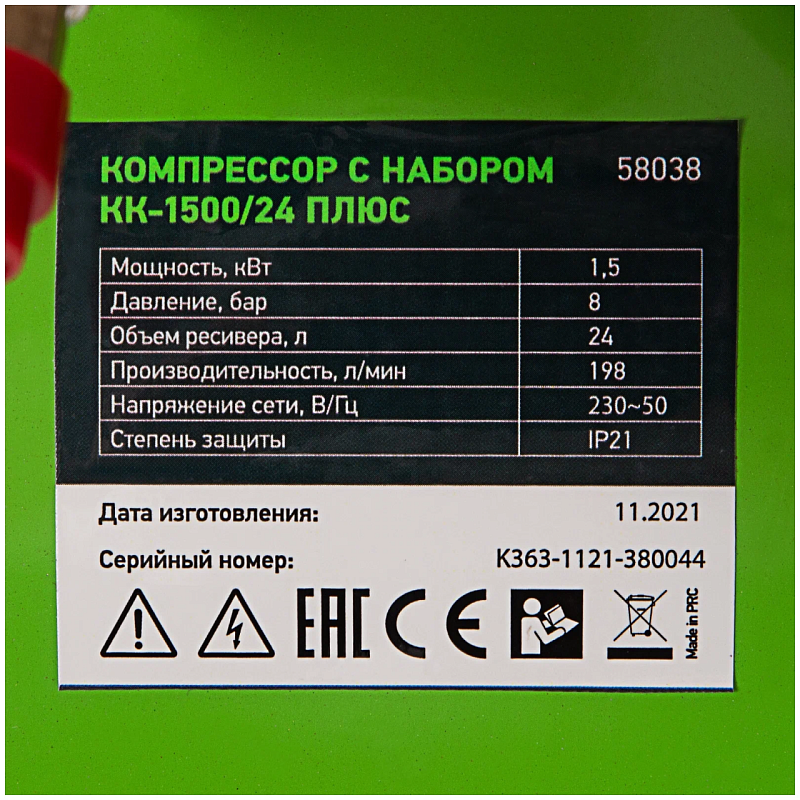 КОМПРЕССОР С НАБОРОМ 58038
КК-1500/24 ПЛЮС
Мощность, кВт 1,5
Давление, бар 8
Объем ресивера, л 24
Производительность, л/мин 198
Напряжение сети, В/Гц 230~50
Степень защиты IP21
Дата изготовления: 11.2021
Серийный номер: K363-1121-380044
EAC CE
Made in PRC